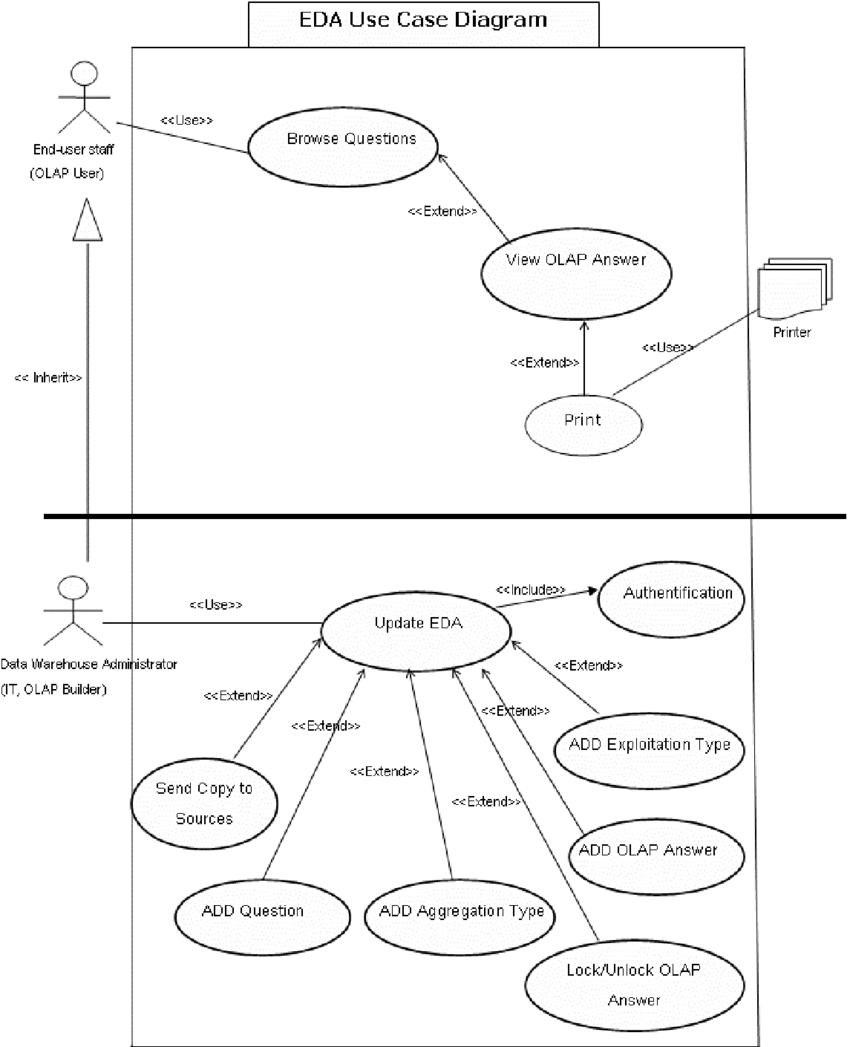 EDA Use Case Diagram
<<Use>>
Browse Questions
End-user staff
(OLAP User)
<<Extend>>
View OLAP Answer
Printer
<<Use>>
<<Extend>>
<< Inherit>>
Print
<<Include>>
Authentification
<<Use>>
Update EDA
Data Warehouse Administrator
(IT, OLAP Builder)
<<Extend>>
<<Extend>>
<<Extend>>
<<Extend>>
ADD Exploitation Type
<<Extend>>
<<Extend>>
Send Copy to
Sources
ADD OLAP Answer
ADD Question
ADD Aggregation Type
Lock/Unlock OLAP
Answer